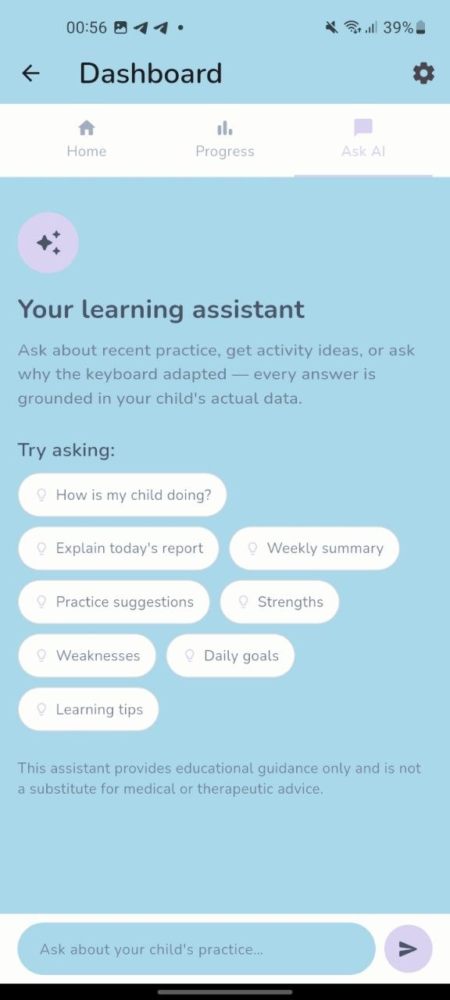 00:56
39%
Dashboard
Home
Progress
Ask AI
Your learning assistant
Ask about recent practice, get activity ideas, or ask
why the keyboard adapted — every answer is
grounded in your child's actual data.
Try asking:
How is my child doing?
Explain today's report
Weekly summary
Practice suggestions
Strengths
Weaknesses
Daily goals
Learning tips
This assistant provides educational guidance only and is not
a substitute for medical or therapeutic advice.
Ask about your child's practice...